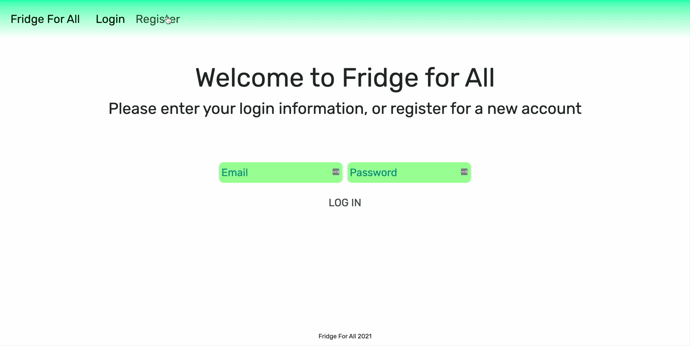 Fridge For All Login Register
Welcome to Fridge for All
Please enter your login information, or register for a new account
Email Password
LOG IN
Fridge For All 2021